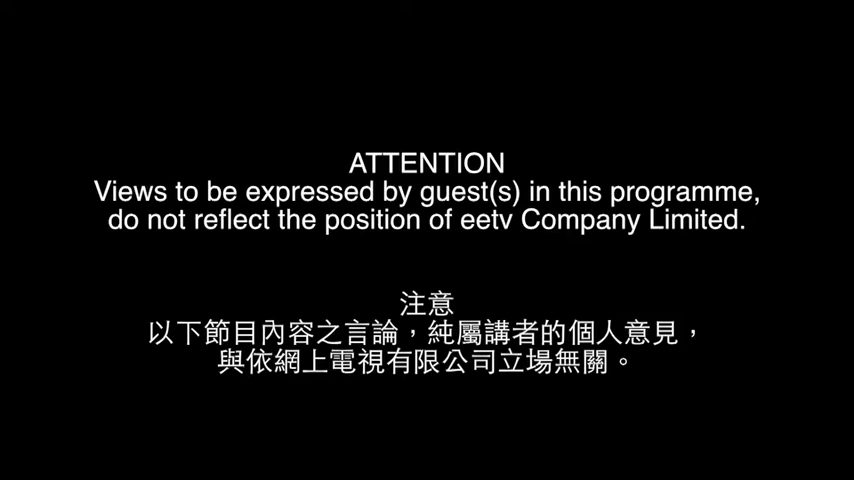 ATTENTION
Views to be expressed by guest(s) in this programme,
do not reflect the position of eetv Company Limited.
注意
以下節目內容之言論，純屬講者的個人意見，
與依網上電視有限公司立場無關。